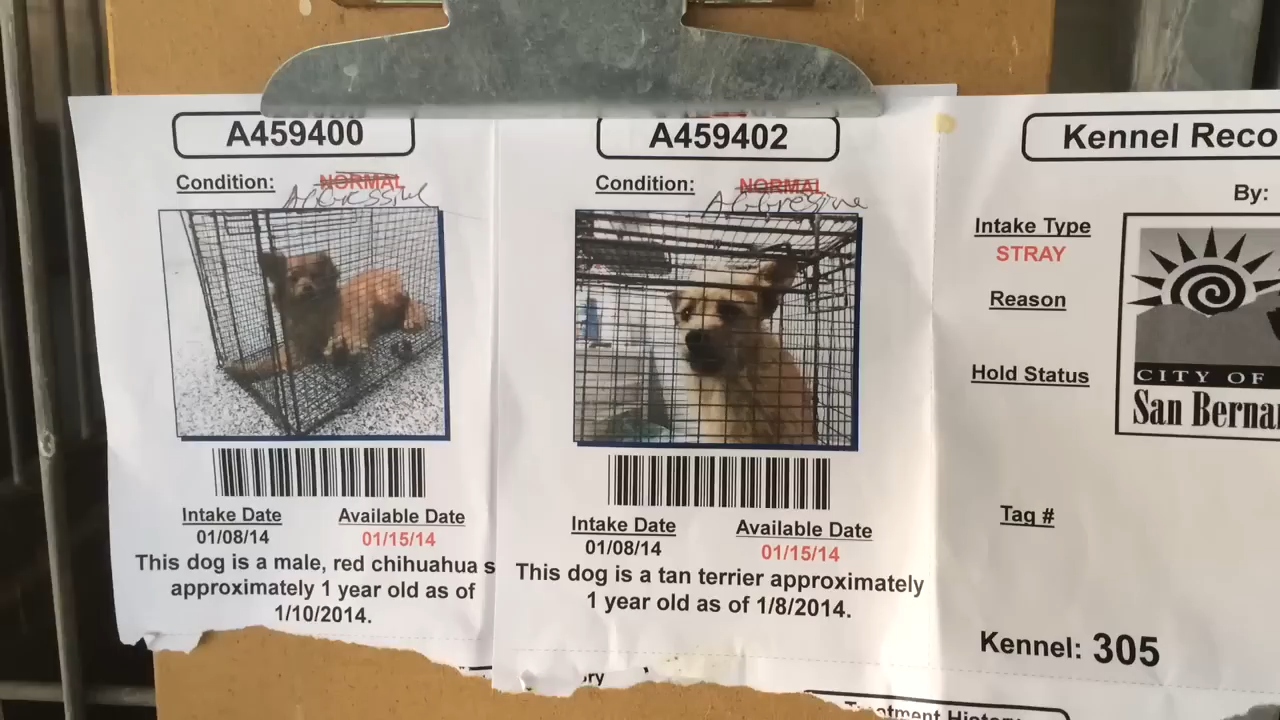 A459400
Condition: NORMAL
AGGRESSIVE
Intake Date
01/08/14
Available Date
01/15/14
This dog is a male, red chihuahua s
approximately 1 year old as of
1/10/2014.
A459402
Condition: NORMAL
AGGresive
Intake Date
01/08/14
Available Date
01/15/14
This dog is a tan terrier approximately
1 year old as of 1/8/2014.
Kennel Reco
By:
Intake Type
STRAY
Reason
Hold Status
CITY OF
San Berna
Tag #
Kennel: 305
ory
Treatment History